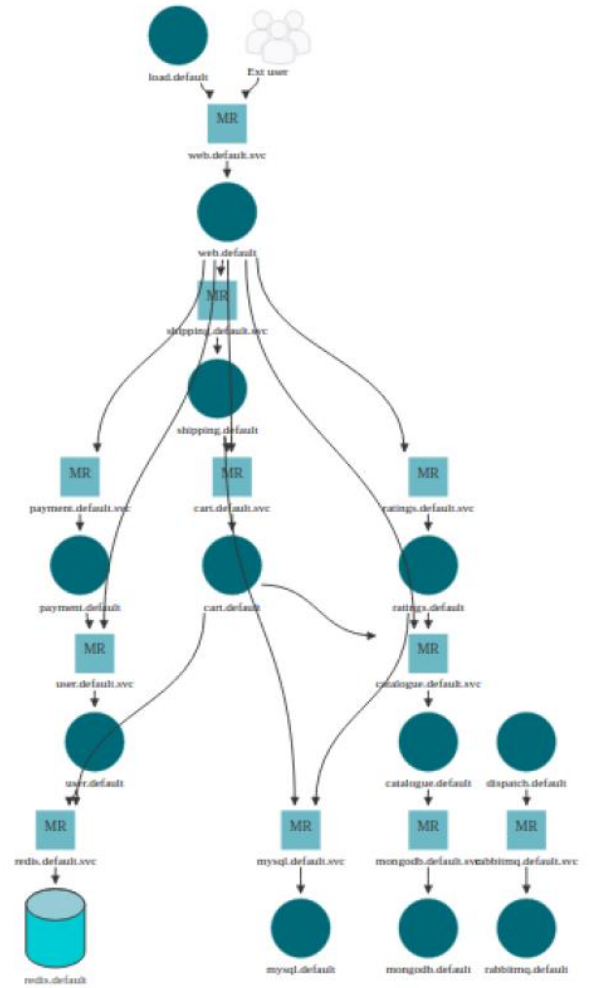 load.default
Ext user
MR
web.default.svc
web.default
MR
shipping.default.svc
shipping.default
MR
MR
MR
payment.default.svc
cart.default.svc
ratings.default.svc
payment.default
cart.default
ratings.default
MR
MR
user.default.svc
catalogue.default.svc
user.default
catalogue.default
dispatch.default
MR
MR
MR
MR
redis.default.svc
mysql.default.svc
mongodb.default.svc
rabbitmq.default.svc
redis.default
mysql.default
mongodb.default
rabbitmq.default